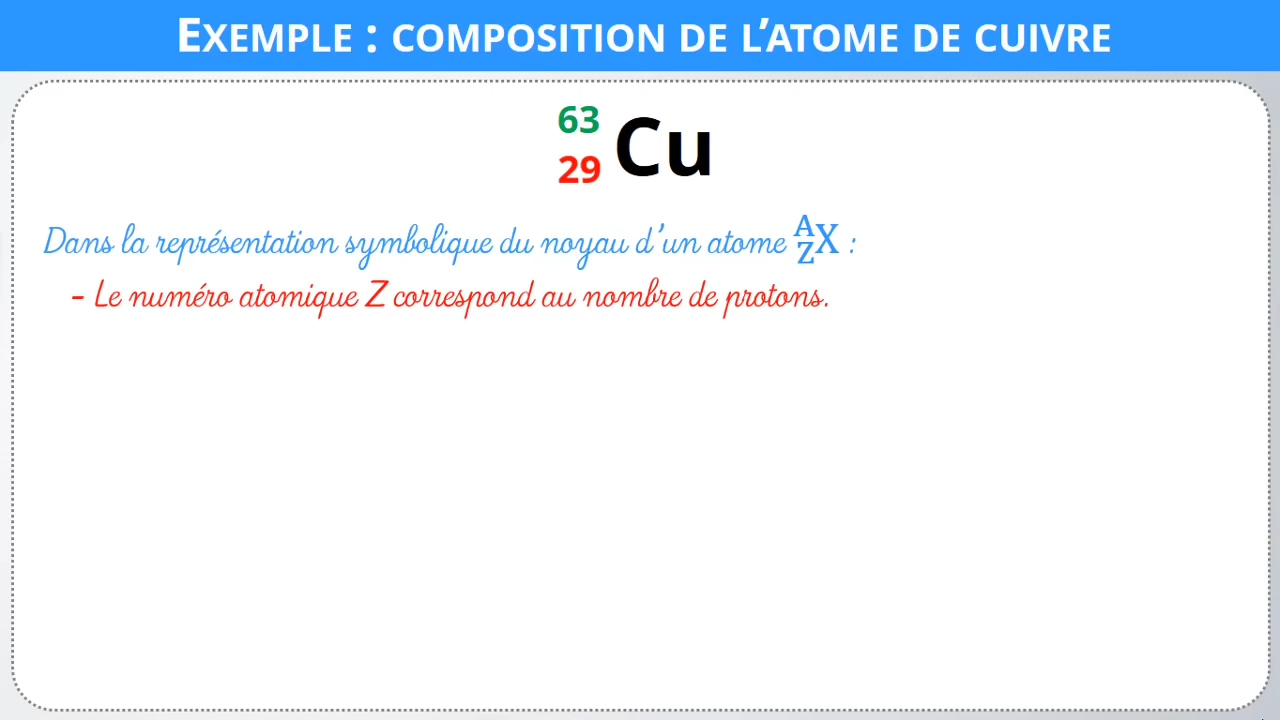 EXEMPLE : COMPOSITION DE L’ATOME DE CUIVRE
63
29 Cu
Dans la représentation symbolique du noyau d’un atome A Z X :
- Le numéro atomique Z correspond au nombre de protons.